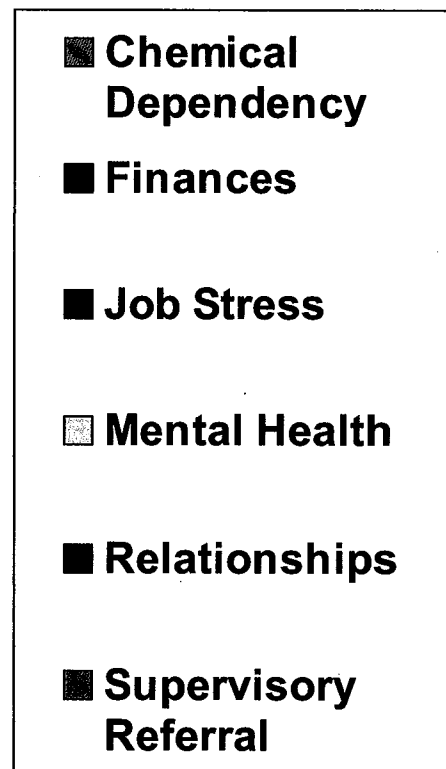 Chemical
Dependency
Finances
Job Stress
Mental Health
Relationships
Supervisory
Referral